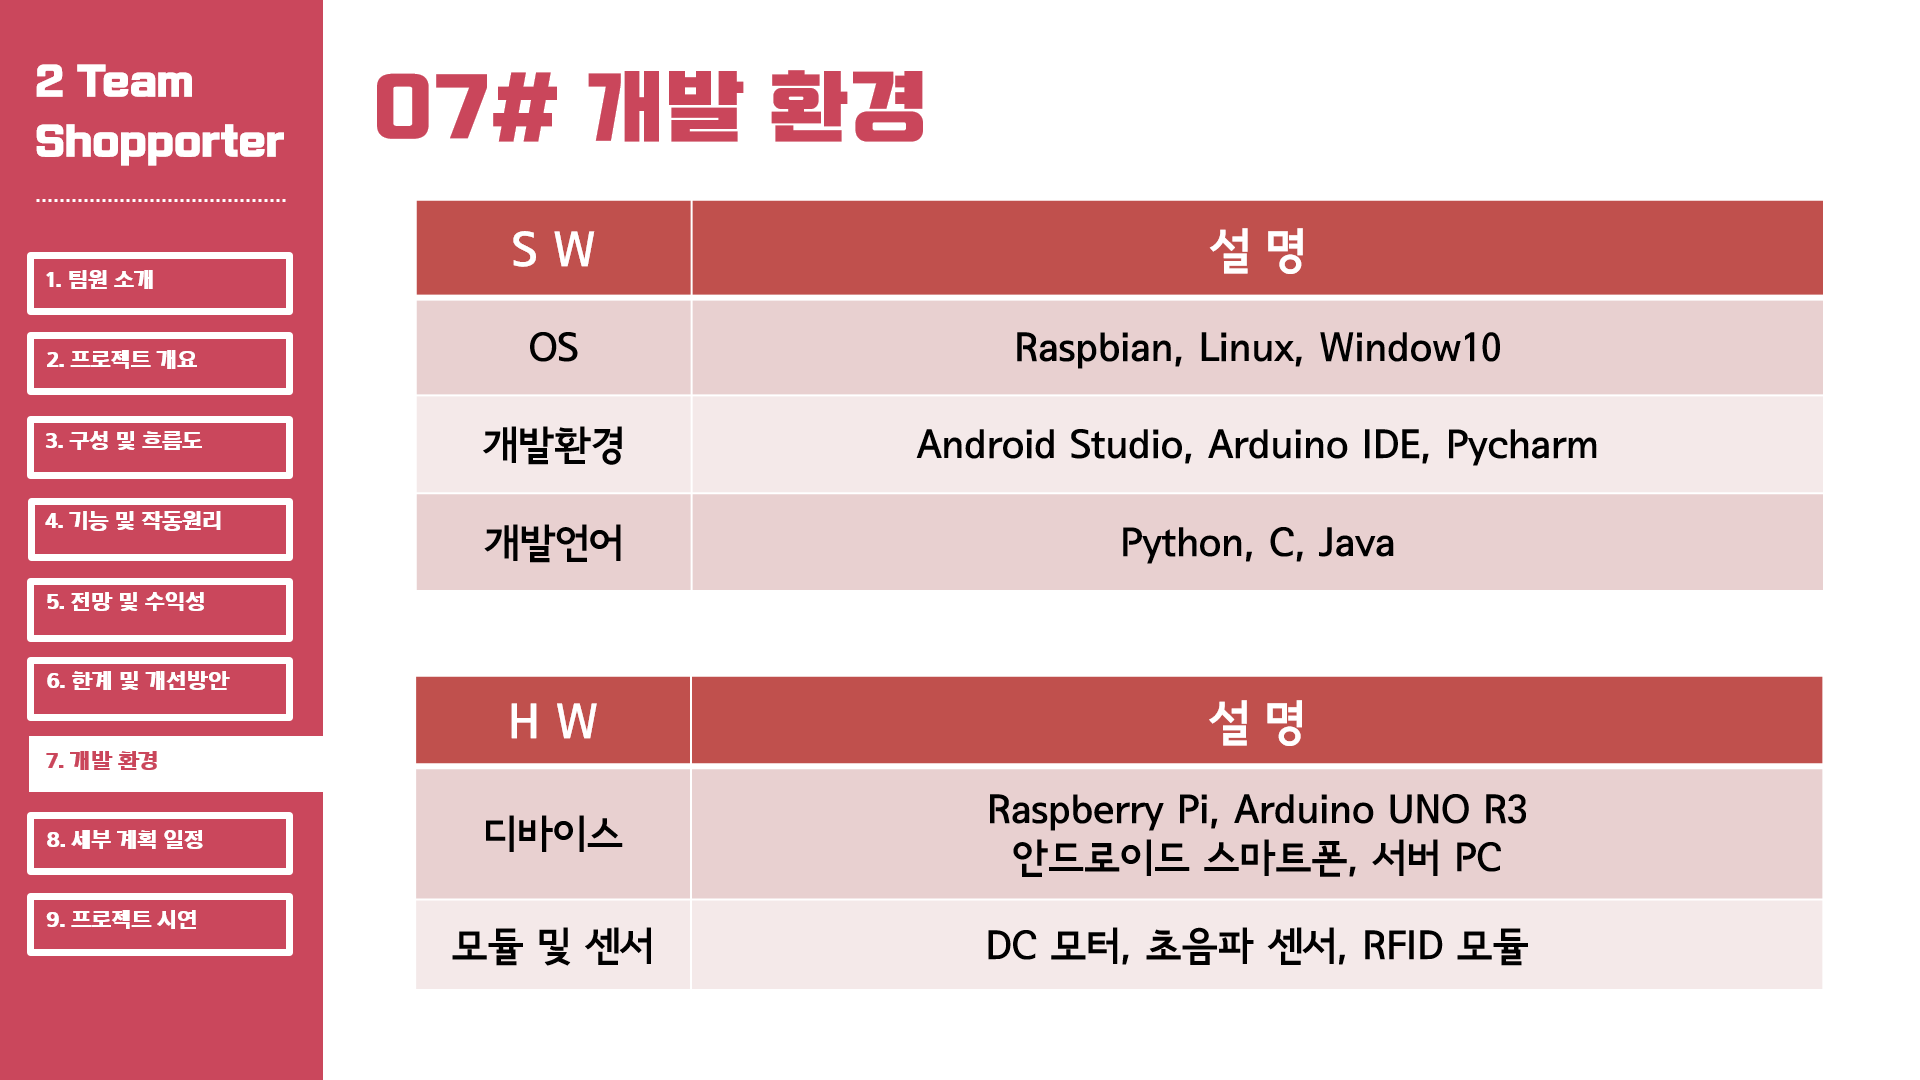 2 Team
Shopporter
1. 팀원 소개
2. 프로젝트 개요
3. 구성 및 흐름도
4. 기능 및 작동원리
5. 전망 및 수익성
6. 한계 및 개선방안
7. 개발 환경
8. 세부 계획 일정
9. 프로젝트 시연
07# 개발 환경
S W 설 명
OS Raspbian, Linux, Window10
개발환경 Android Studio, Arduino IDE, Pycharm
개발언어 Python, C, Java
H W 설 명
디바이스 Raspberry Pi, Arduino UNO R3
안드로이드 스마트폰, 서버 PC
모듈 및 센서 DC 모터, 초음파 센서, RFID 모듈